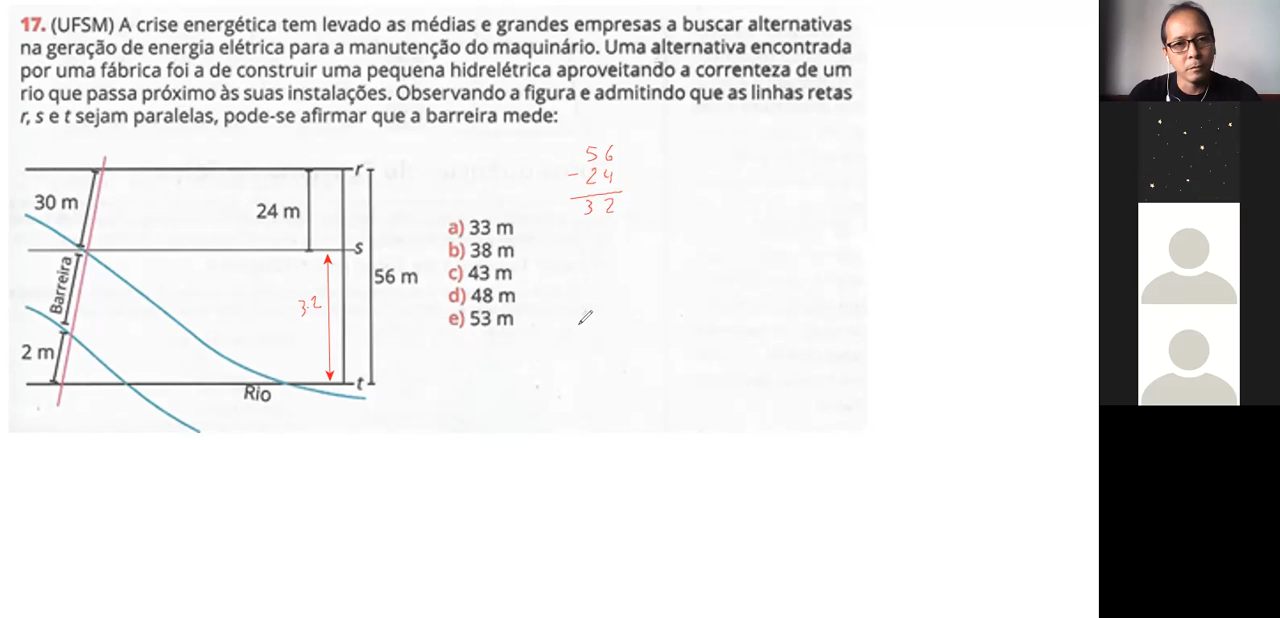 17. (UFSM) A crise energética tem levado as médias e grandes empresas a buscar alternativas
na geração de energia elétrica para a manutenção do maquinário. Uma alternativa encontrada
por uma fábrica foi a de construir uma pequena hidrelétrica aproveitando a correnteza de um
rio que passa próximo às suas instalações. Observando a figura e admitindo que as linhas retas
r, s e t sejam paralelas, pode-se afirmar que a barreira mede:
r
30 m
24 m
s
Barreira
56 m
32
2 m
t
Rio
56
- 24
32
a) 33 m
b) 38 m
c) 43 m
d) 48 m
e) 53 m